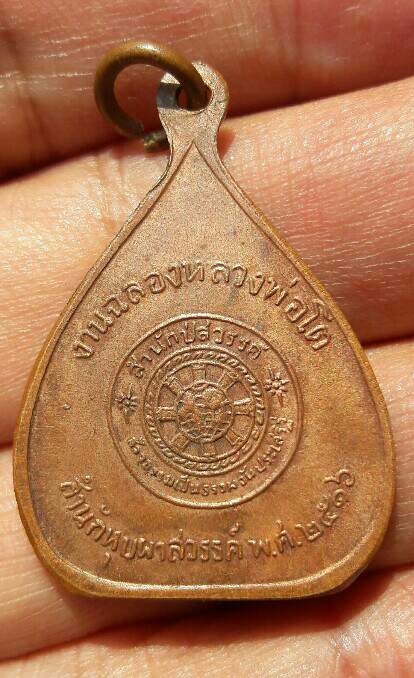 งานฉลองหลวงพ่อโต
สำนักปู่สวรรค์
สำนักหุบผาสวรรค์ พ.ศ.๒๕๑๖